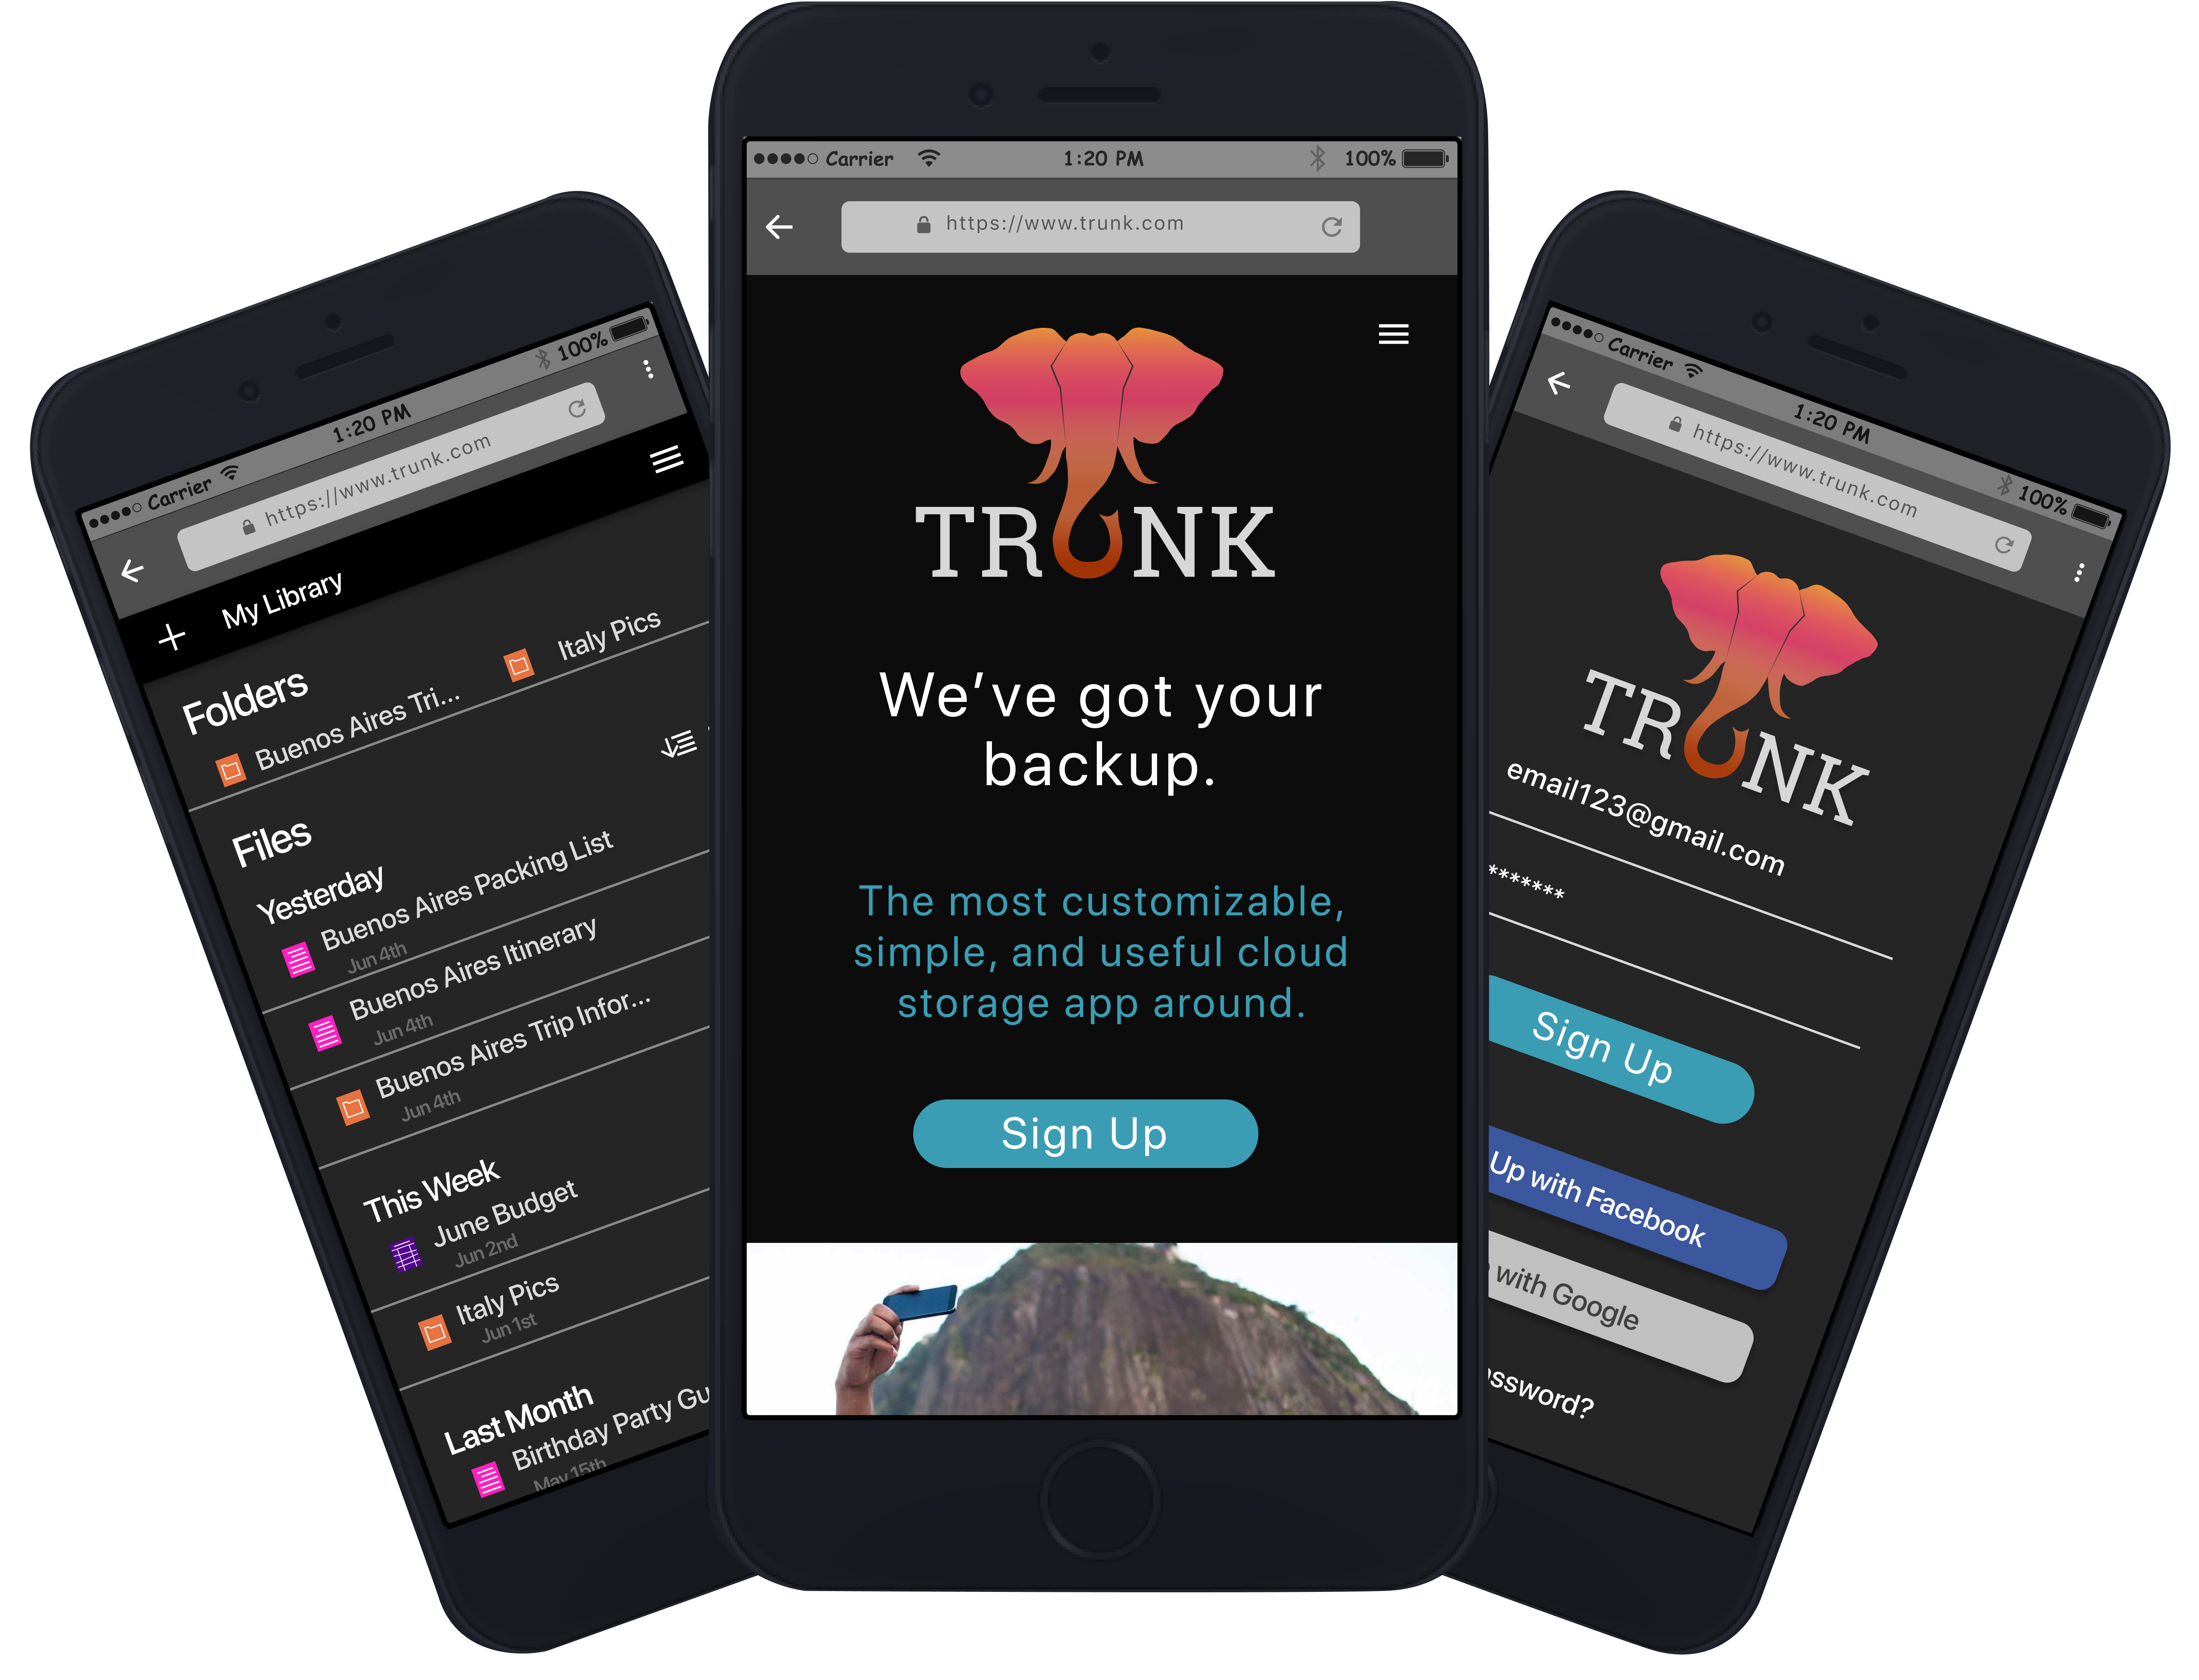 Carrier 1:20 PM 100%
https://www.trunk.com
My Library
Folders
Buenos Aires Tri...
Italy Pics
Files
Yesterday
Buenos Aires Packing List
Jun 4th
Buenos Aires Itinerary
Jun 4th
Buenos Aires Trip Infor...
Jun 4th
This Week
June Budget
Jun 2nd
Italy Pics
Jun 1st
Last Month
Birthday Party Gu
May 15th
Carrier 1:20 PM 100%
https://www.trunk.com
TRUNK
We’ve got your
backup.
The most customizable,
simple, and useful cloud
storage app around.
Sign Up
Carrier 1:20 PM 100%
https://www.trunk.com
TRUNK
email123@gmail.com
*******
Sign Up
Up with Facebook
with Google
ssword?